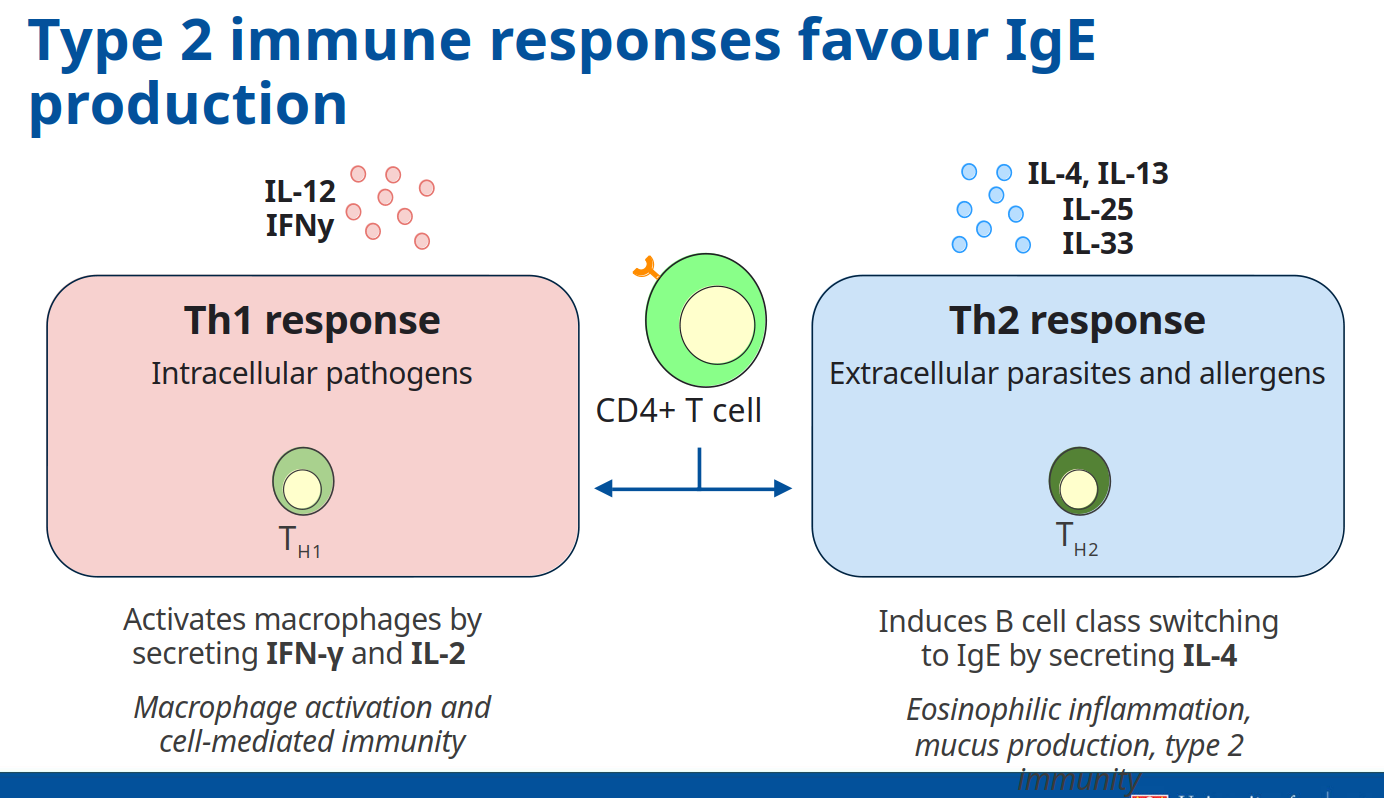 Type 2 immune responses favour IgE
production
IL-12
IFNy
IL-4, IL-13
IL-25
IL-33
Th1 response
Intracellular pathogens
TH1
CD4+ T cell
Th2 response
Extracellular parasites and allergens
TH2
Activates macrophages by
secreting IFN-γ and IL-2
Macrophage activation and
cell-mediated immunity
Induces B cell class switching
to IgE by secreting IL-4
Eosinophilic inflammation,
mucus production, type 2
immunity